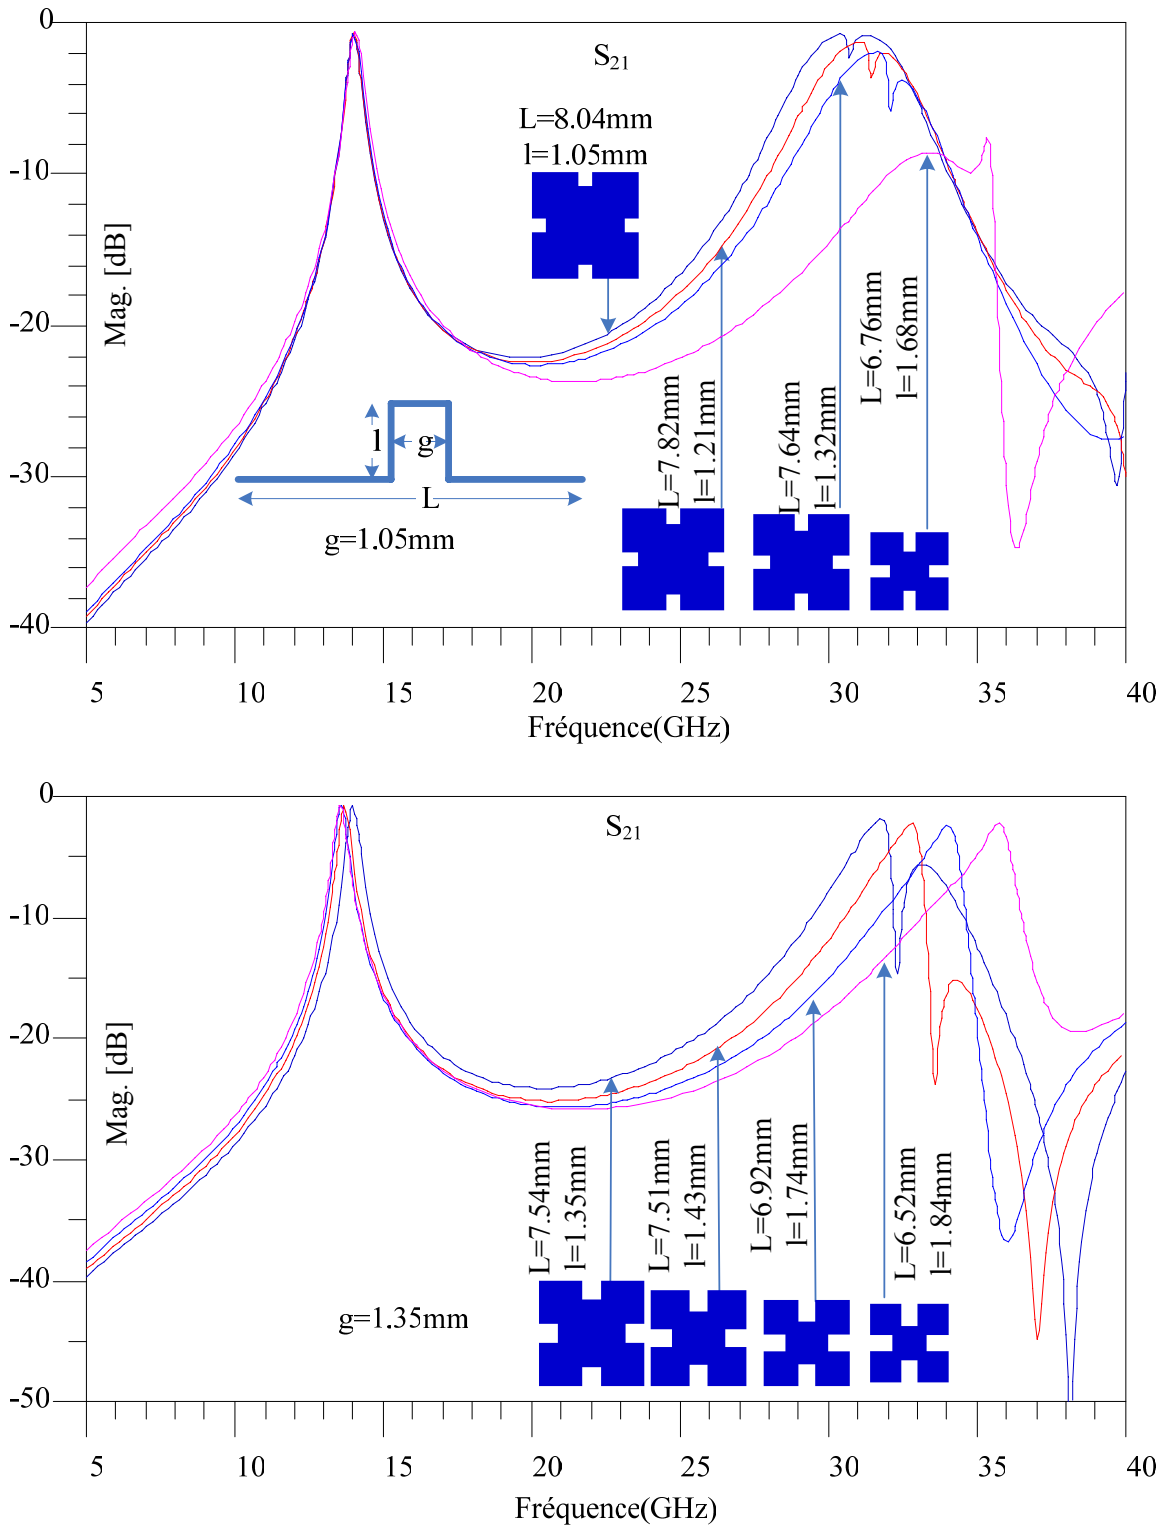 0
-10
-20
-30
-40
Mag. [dB]
S21
L=8.04mm
l=1.05mm
L=7.82mm
l=1.21mm
L=7.64mm
l=1.32mm
L=6.76mm
l=1.68mm
l
g
L
g=1.05mm
5 10 15 20 25 30 35 40
Fréquence(GHz)
0
-10
-20
-30
-40
-50
Mag. [dB]
S21
L=7.54mm
l=1.35mm
L=7.51mm
l=1.43mm
L=6.92mm
l=1.74mm
L=6.52mm
l=1.84mm
g=1.35mm
5 10 15 20 25 30 35 40
Fréquence(GHz)